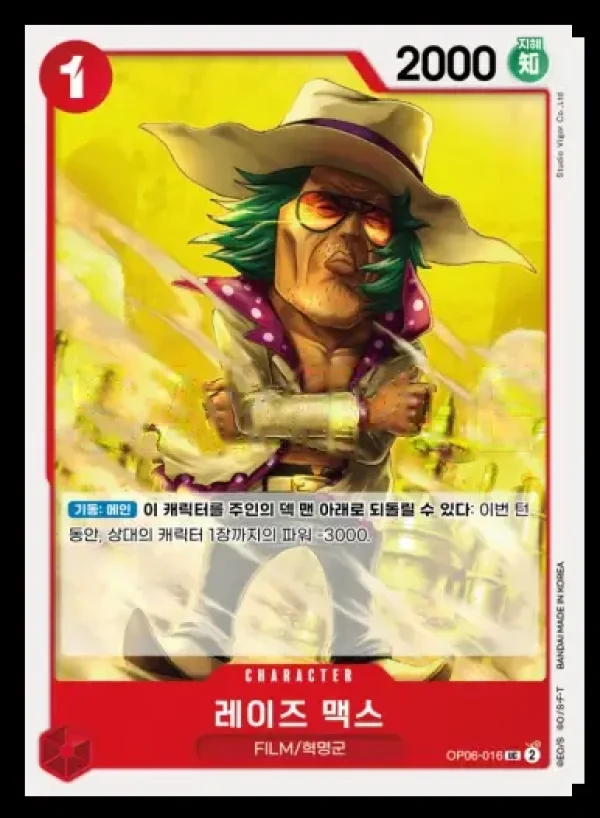 1
2000
지혜
知
Studio Vigor Co.,Ltd
기동: 메인 이 캐릭터를 주인의 덱 맨 아래로 되돌릴 수 있다: 이번 턴
동안, 상대의 캐릭터 1장까지의 파워 -3000.
CHARACTER
레이즈 맥스
FILM/혁명군
OP06-016 UC 2
©EO/S ©O/S·F·T BANDAI MADE IN KOREA